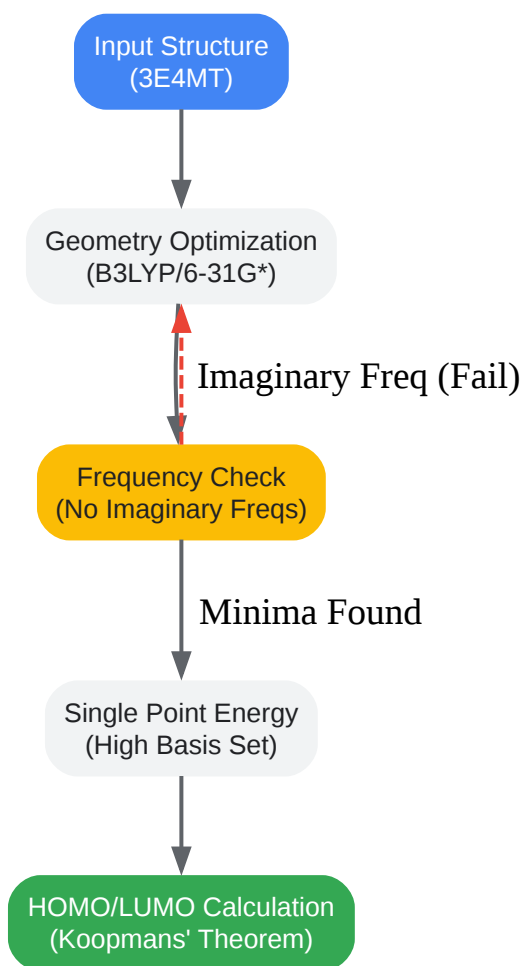 Input Structure
(3E4MT)
Geometry Optimization
(B3LYP/6-31G*)
Imaginary Freq (Fail)
Frequency Check
(No Imaginary Freqs)
Minima Found
Single Point Energy
(High Basis Set)
HOMO/LUMO Calculation
(Koopmans' Theorem)